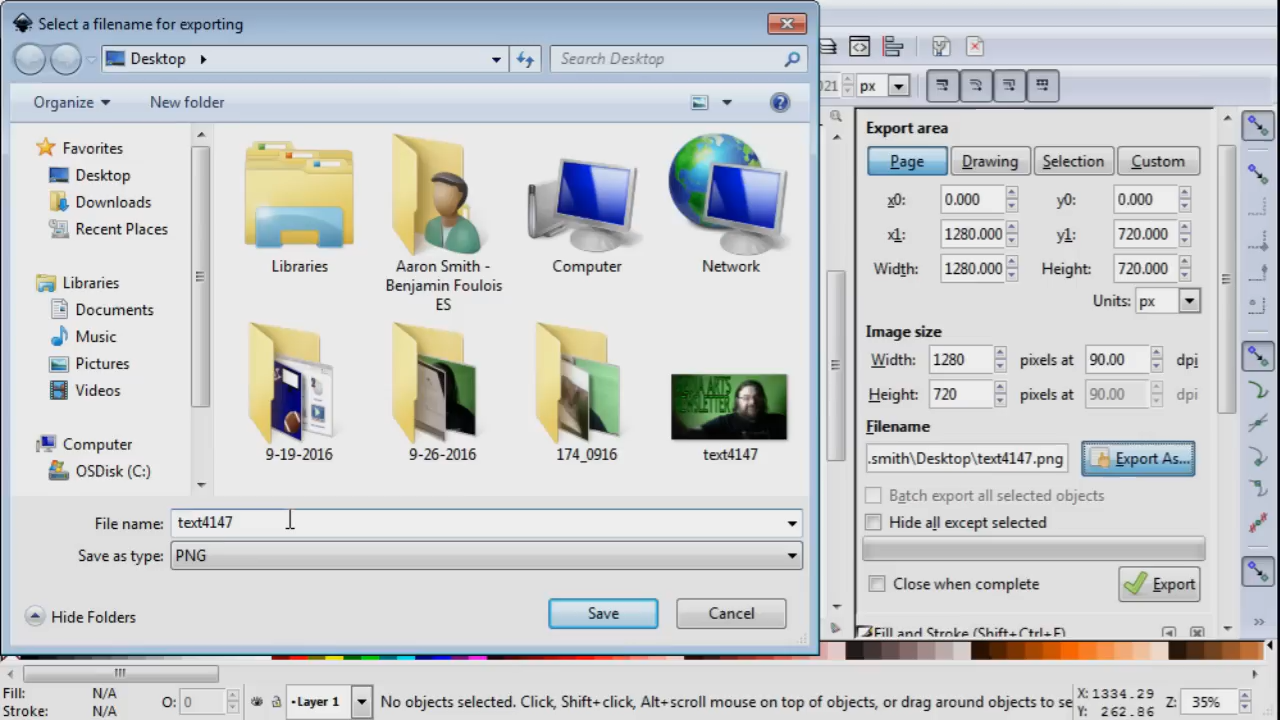 Select a filename for exporting
Desktop
Search Desktop
Organize
New folder
Favorites
Desktop
Downloads
Recent Places
Libraries
Documents
Music
Pictures
Videos
Computer
OSDisk (C:)
Libraries
Aaron Smith -
Benjamin Foulois
ES
Computer
Network
9-19-2016
9-26-2016
174_0916
text4147
File name: text4147
Save as type: PNG
Hide Folders
Save
Cancel
px
Export area
Page Drawing Selection Custom
x0: 0.000 y0: 0.000
x1: 1280.000 y1: 720.000
Width: 1280.000 Height: 720.000
Units: px
Image size
Width: 1280 pixels at 90.00 dpi
Height: 720 pixels at 90.00 dpi
Filename
.smith\Desktop\text4147.png Export As...
Batch export all selected objects
Hide all except selected
Close when complete Export
Fill and Stroke (Shift+Ctrl+F)
Fill: N/A
Stroke: N/A
O: 0
Layer 1
No objects selected. Click, Shift+click, Alt+scroll mouse on top of objects, or drag around objects to se
X: 1334.29
Y: 262.86
Z: 35%